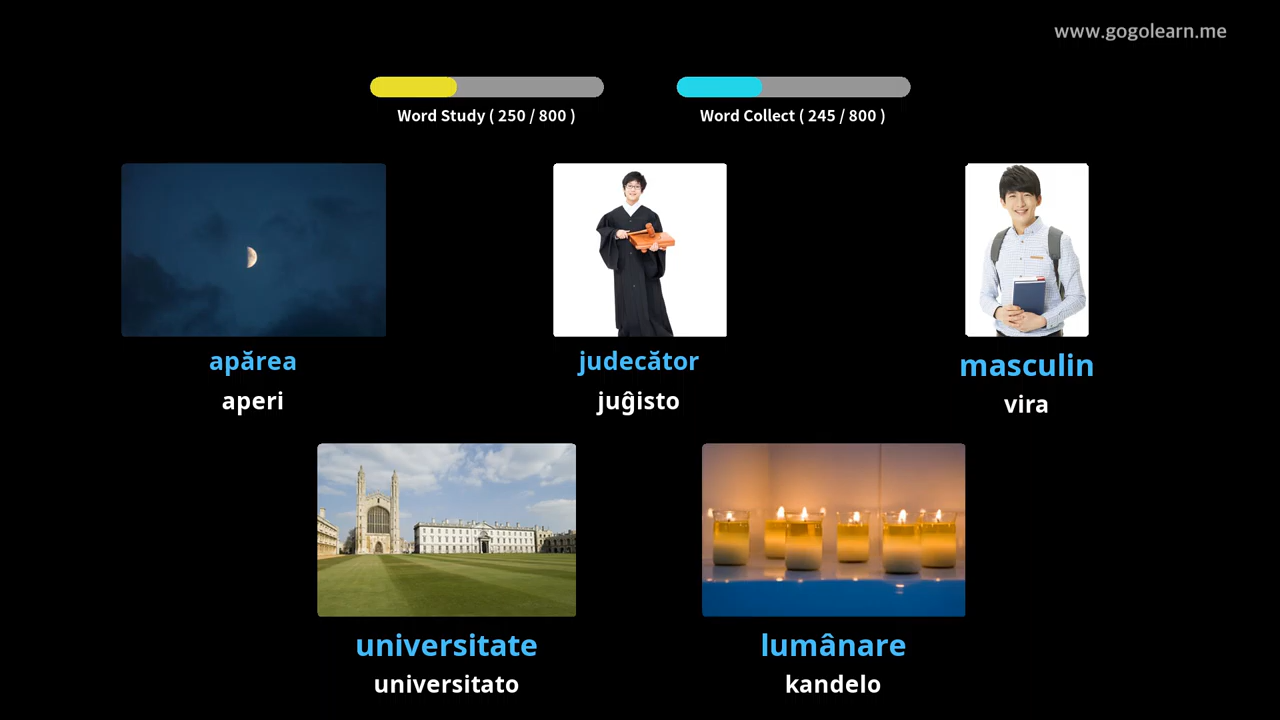 www.gogolearn.me
Word Study ( 250 / 800 )
Word Collect ( 245 / 800 )
apărea
aperi
judecător
juĝisto
masculin
vira
universitate
universitato
lumânare
kandelo